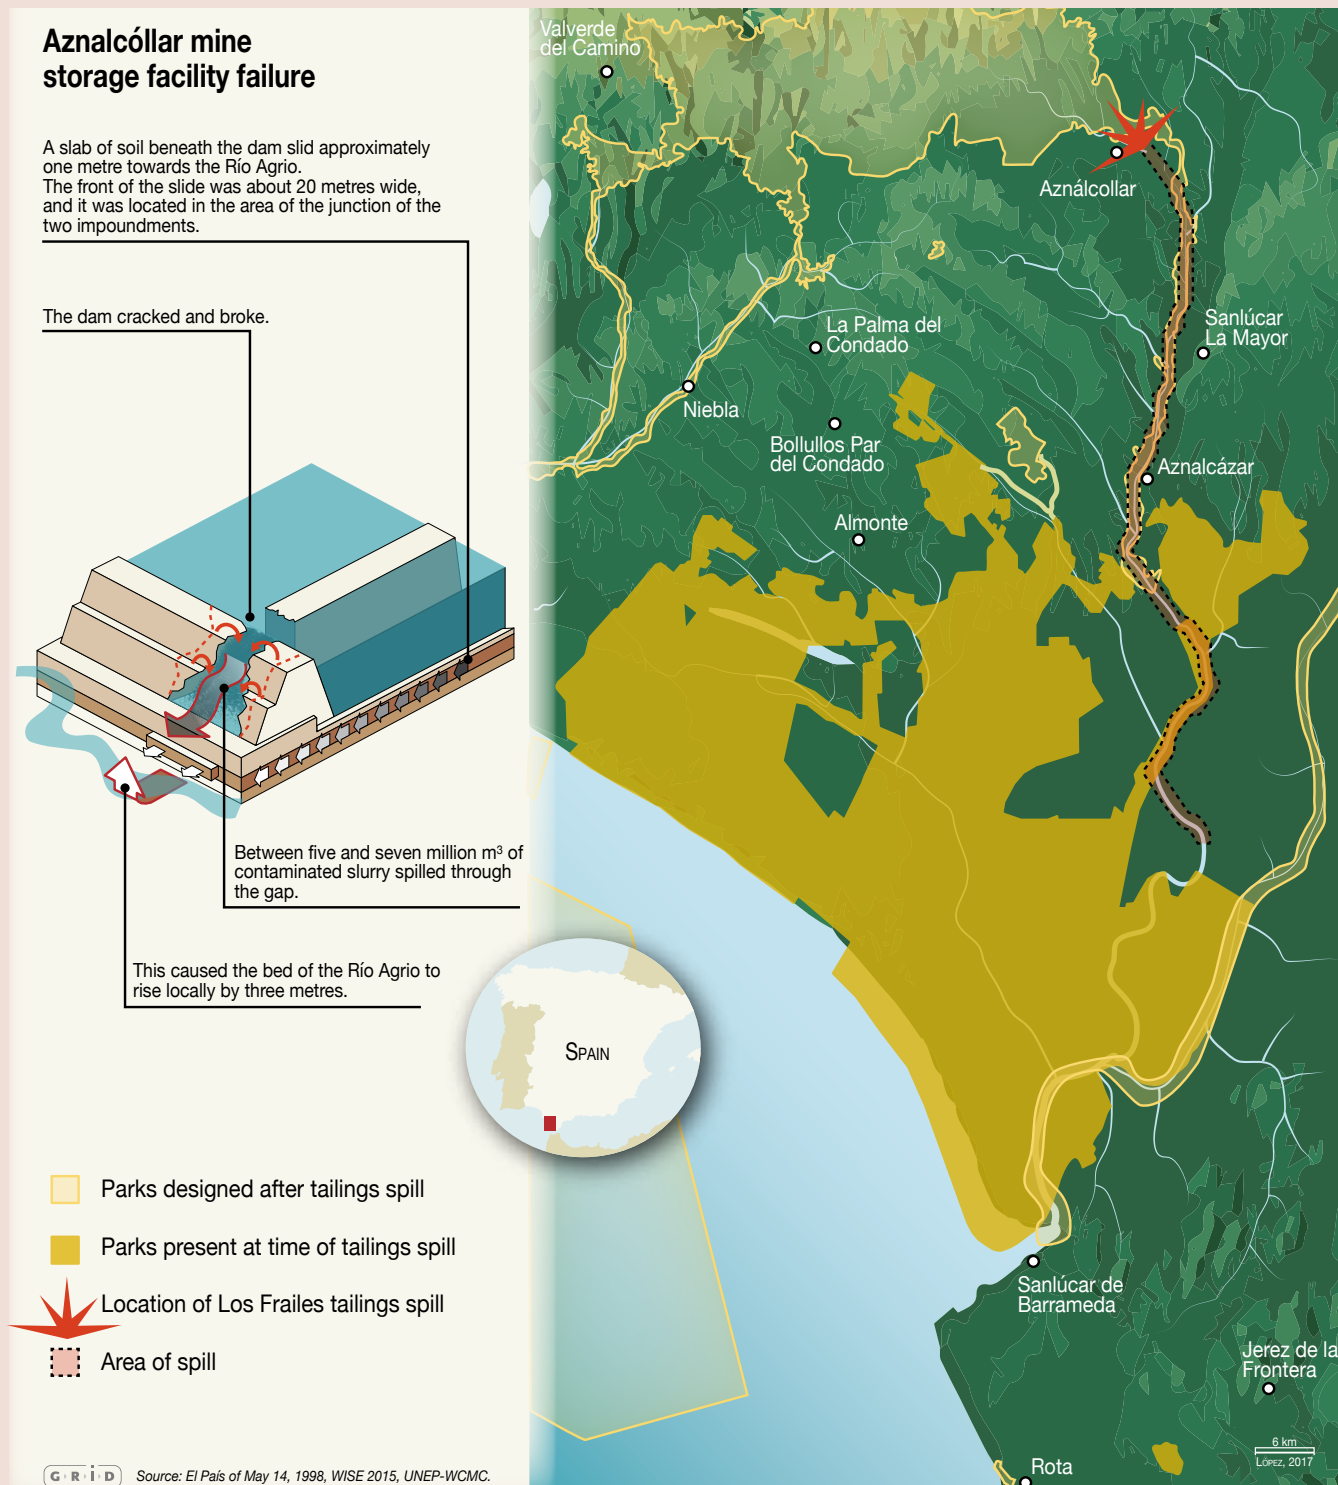 Aznalcóllar mine
storage facility failure
A slab of soil beneath the dam slid approximately
one metre towards the Río Agrio.
The front of the slide was about 20 metres wide,
and it was located in the area of the junction of the
two impoundments.
The dam cracked and broke.
Between five and seven million m³ of
contaminated slurry spilled through
the gap.
This caused the bed of the Río Agrio to
rise locally by three metres.
SPAIN
Parks designed after tailings spill
Parks present at time of tailings spill
Location of Los Frailes tailings spill
Area of spill
GRID
Source: El País of May 14, 1998, WISE 2015, UNEP-WCMC.
Valverde
del Camino
Aználcollar
Sanlúcar
La Mayor
La Palma del
Condado
Niebla
Bollullos Par
del Condado
Aznalcázar
Almonte
Sanlúcar de
Barrameda
Jerez de la
Frontera
Rota
6 km
LÓPEZ, 2017